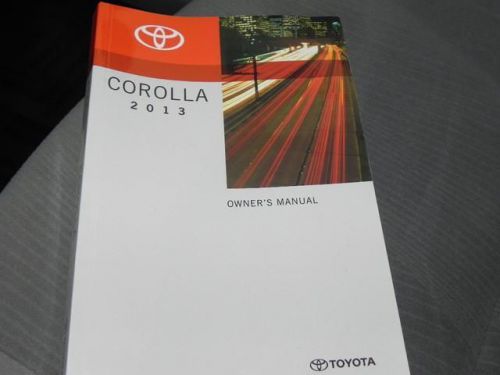 COROLLA
2013
OWNER'S MANUAL
TOYOTA